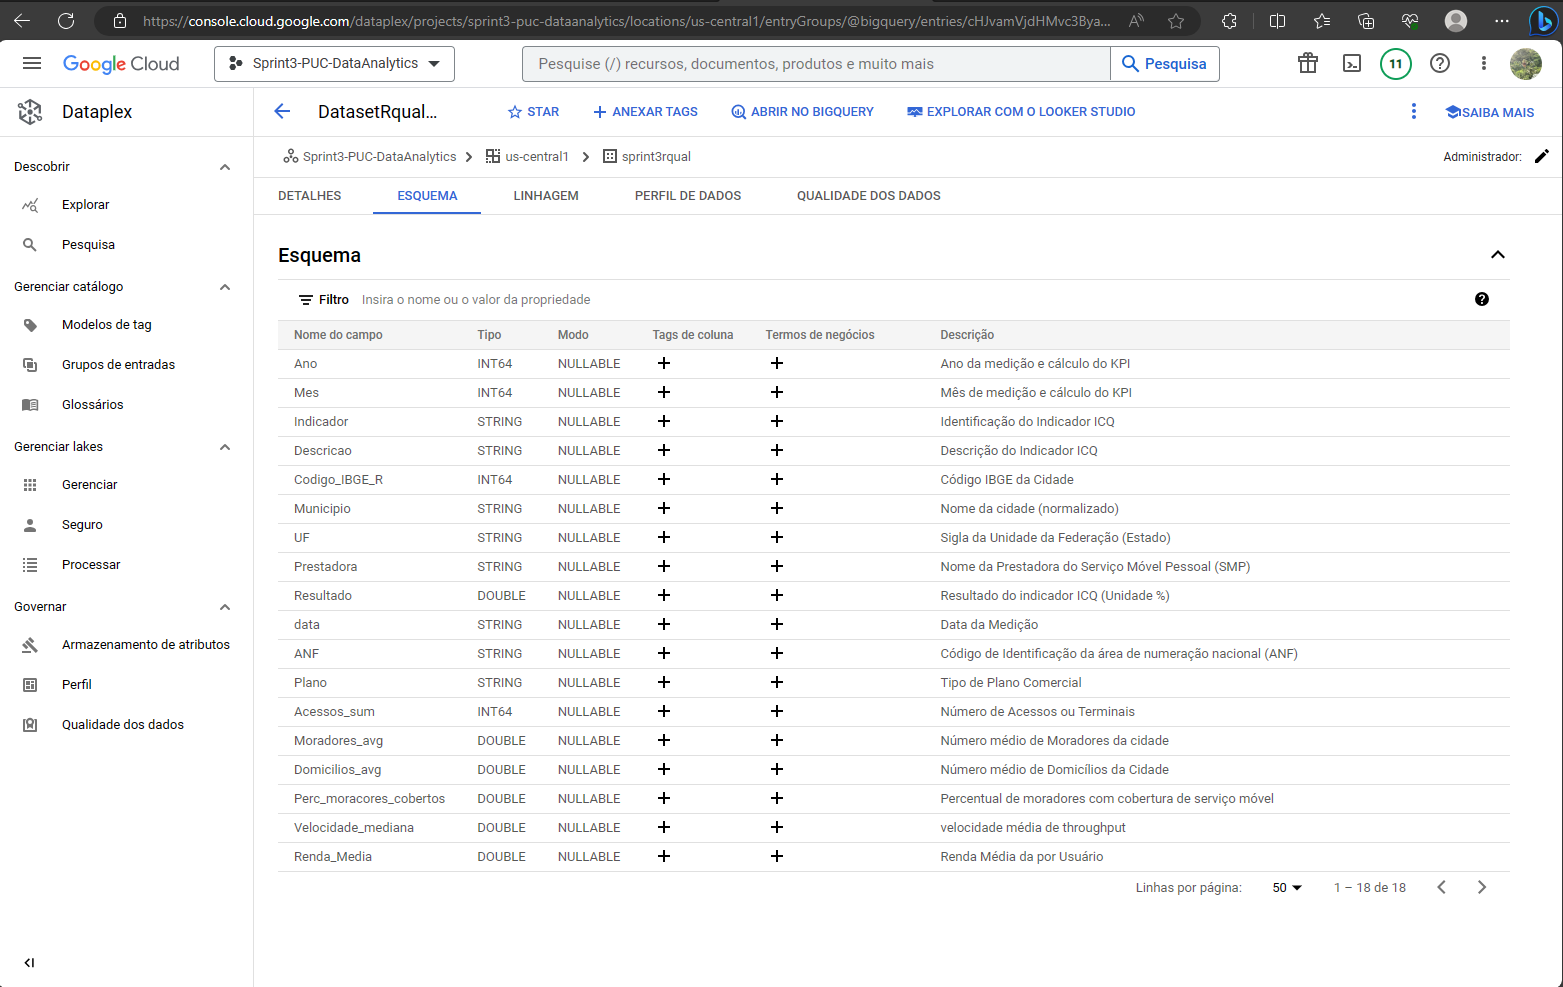 https://console.cloud.google.com/dataplex/projects/sprint3-puc-dataanalytics/locations/us-central1/entryGroups/@bigquery/entries/cHJvamVjdHMvc3Bya...
Google Cloud Sprint3-PUC-DataAnalytics Pesquise (/) recursos, documentos, produtos e muito mais Pesquisa 11
Dataplex DatasetRqual... STAR ANEXAR TAGS ABRIR NO BIGQUERY EXPLORAR COM O LOOKER STUDIO SAIBA MAIS
Sprint3-PUC-DataAnalytics us-central1 sprint3rqual Administrador:
Descobrir
Explorar
Pesquisa
Gerenciar catálogo
Modelos de tag
Grupos de entradas
Glossários
Gerenciar lakes
Gerenciar
Seguro
Processar
Governar
Armazenamento de atributos
Perfil
Qualidade dos dados
DETALHES ESQUEMA LINHAGEM PERFIL DE DADOS QUALIDADE DOS DADOS
Esquema
Filtro Insira o nome ou o valor da propriedade
Nome do campo Tipo Modo Tags de coluna Termos de negócios Descrição
Ano INT64 NULLABLE + + Ano da medição e cálculo do KPI
Mes INT64 NULLABLE + + Mês de medição e cálculo do KPI
Indicador STRING NULLABLE + + Identificação do Indicador ICQ
Descricao STRING NULLABLE + + Descrição do Indicador ICQ
Codigo_IBGE_R INT64 NULLABLE + + Código IBGE da Cidade
Municipio STRING NULLABLE + + Nome da cidade (normalizado)
UF STRING NULLABLE + + Sigla da Unidade da Federação (Estado)
Prestadora STRING NULLABLE + + Nome da Prestadora do Serviço Móvel Pessoal (SMP)
Resultado DOUBLE NULLABLE + + Resultado do indicador ICQ (Unidade %)
data STRING NULLABLE + + Data da Medição
ANF STRING NULLABLE + + Código de Identificação da área de numeração nacional (ANF)
Plano STRING NULLABLE + + Tipo de Plano Comercial
Acessos_sum INT64 NULLABLE + + Número de Acessos ou Terminais
Moradores_avg DOUBLE NULLABLE + + Número médio de Moradores da cidade
Domicilios_avg DOUBLE NULLABLE + + Número médio de Domicílios da Cidade
Perc_moracores_cobertos DOUBLE NULLABLE + + Percentual de moradores com cobertura de serviço móvel
Velocidade_mediana DOUBLE NULLABLE + + velocidade média de throughput
Renda_Media DOUBLE NULLABLE + + Renda Média da por Usuário
Linhas por página: 50 1 – 18 de 18